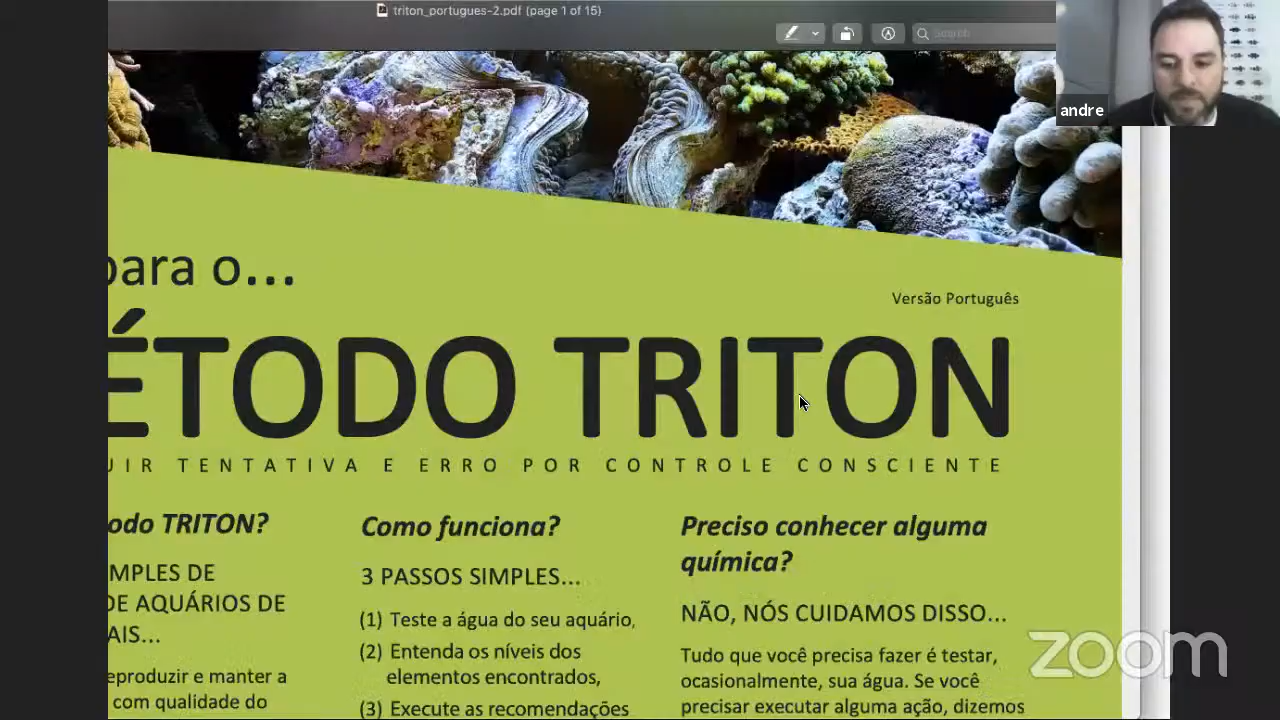 triton_portugues-2.pdf (page 1 of 15)
Search
andre
para o...
Versão Português
ÉTODO TRITON
UIR TENTATIVA E ERRO POR CONTROLE CONSCIENTE
odo TRITON?
MPLES DE
DE AQUÁRIOS DE
AIS...
eproduzir e manter a
com qualidade do
Como funciona?
3 PASSOS SIMPLES...
(1) Teste a água do seu aquário,
(2) Entenda os níveis dos
elementos encontrados,
(3) Execute as recomendações
Preciso conhecer alguma
química?
NÃO, NÓS CUIDAMOS DISSO...
Tudo que você precisa fazer é testar,
ocasionalmente, sua água. Se você
precisar executar alguma ação, dizemos
zoom